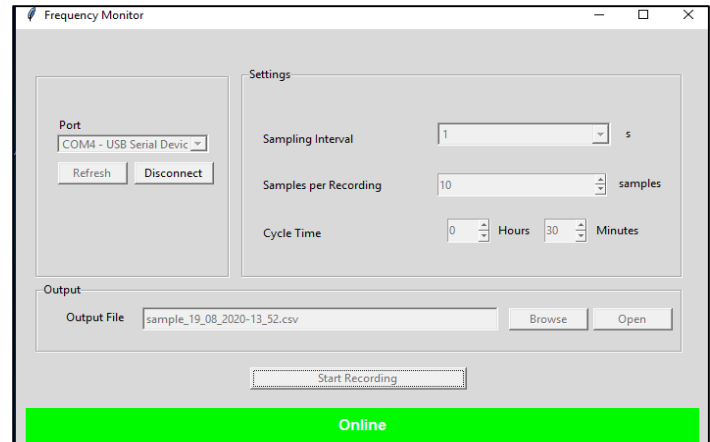 Frequency Monitor
Settings
Port
COM4 - USB Serial Devic
Refresh Disconnect
Sampling Interval 1 s
Samples per Recording 10 samples
Cycle Time 0 Hours 30 Minutes
Output
Output File sample_19_08_2020-13_52.csv Browse Open
Start Recording
Online